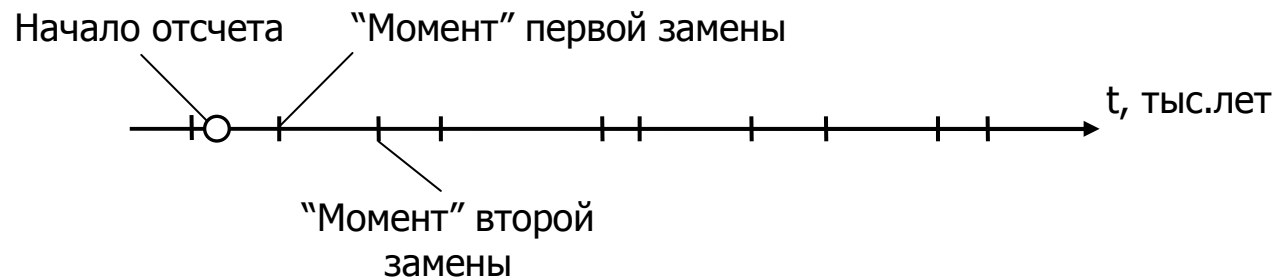 Начало отсчета
“Момент” первой замены
t, тыс.лет
“Момент” второй
замены